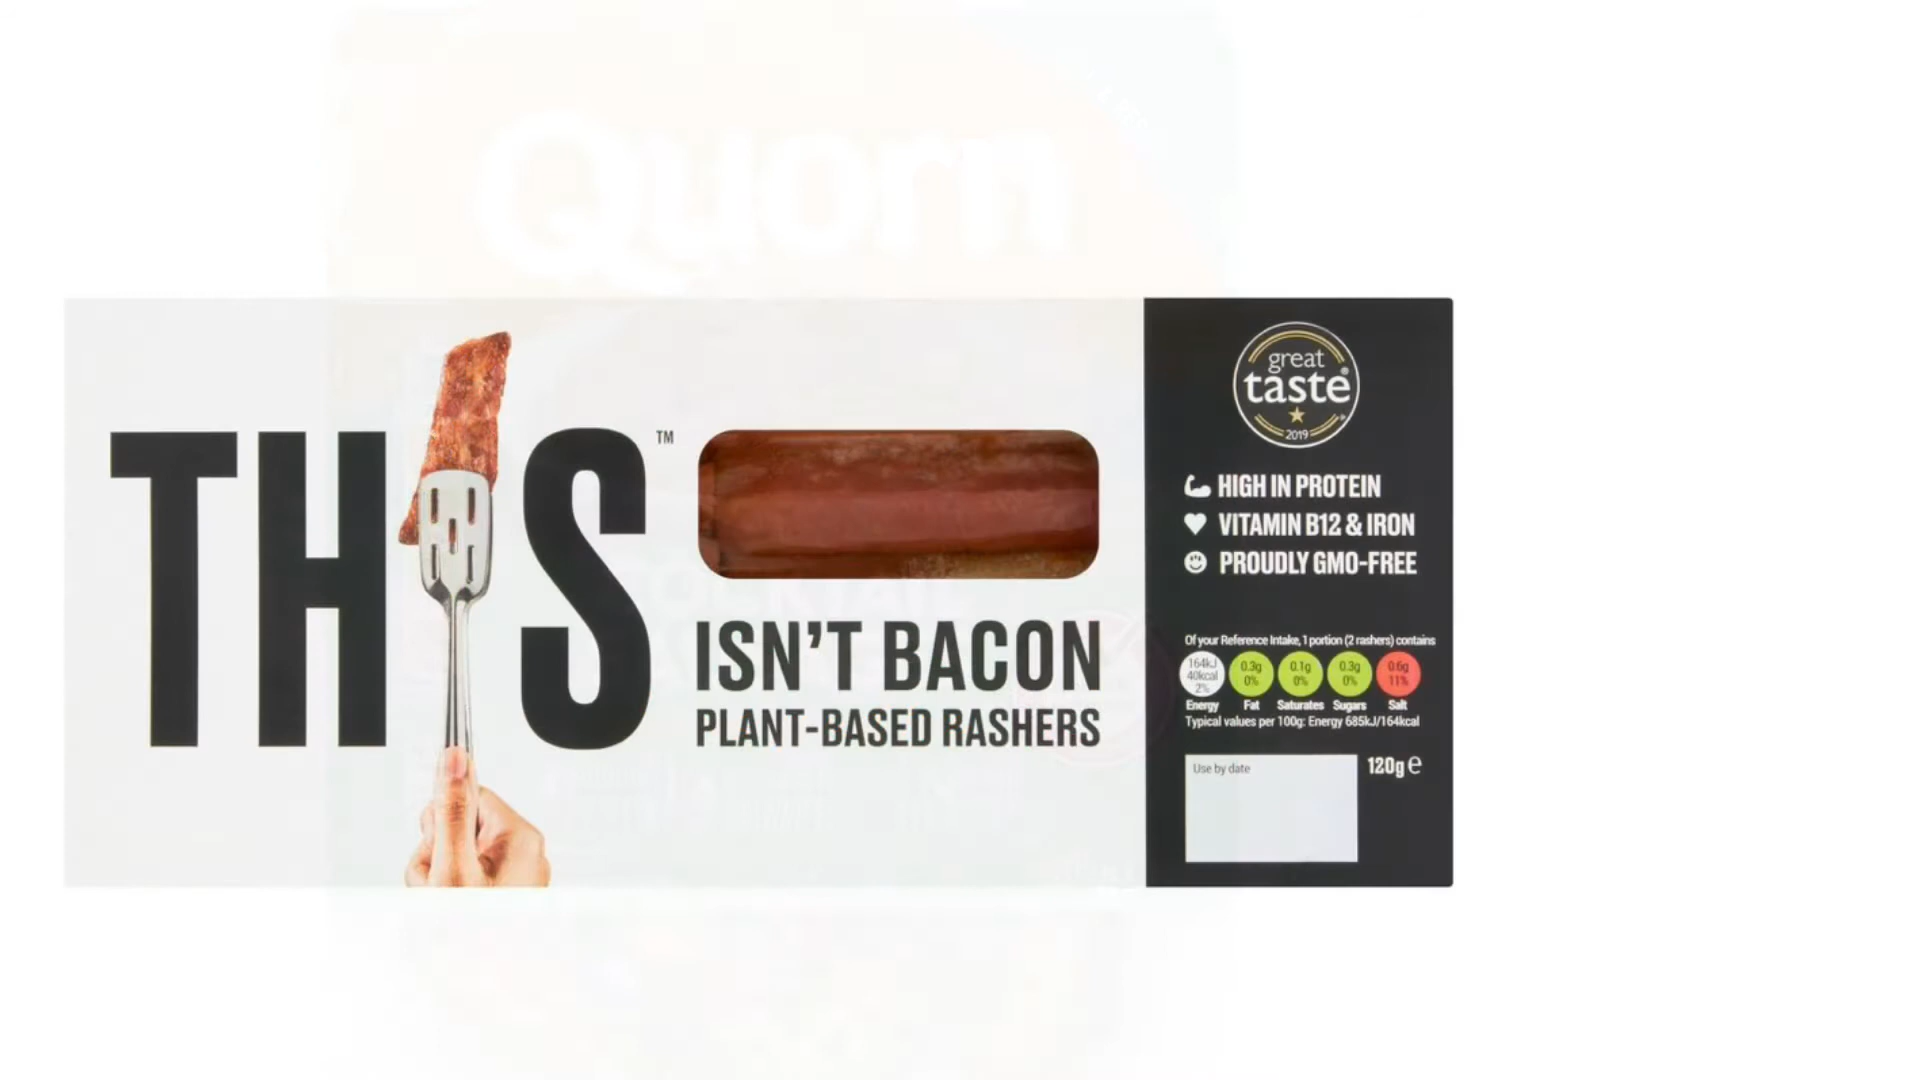 Quorn
THIS™
ISN'T BACON
PLANT-BASED RASHERS
great
taste®
2019
HIGH IN PROTEIN
VITAMIN B12 & IRON
PROUDLY GMO-FREE
Of your Reference Intake, 1 portion (2 rashers) contains
164kJ 40kcal 2% 0.3g 0% 0.1g 0% 0.3g 0% 0.6g 11%
Energy Fat Saturates Sugars Salt
Typical values per 100g: Energy 685kJ/164kcal
Use by date
120g e